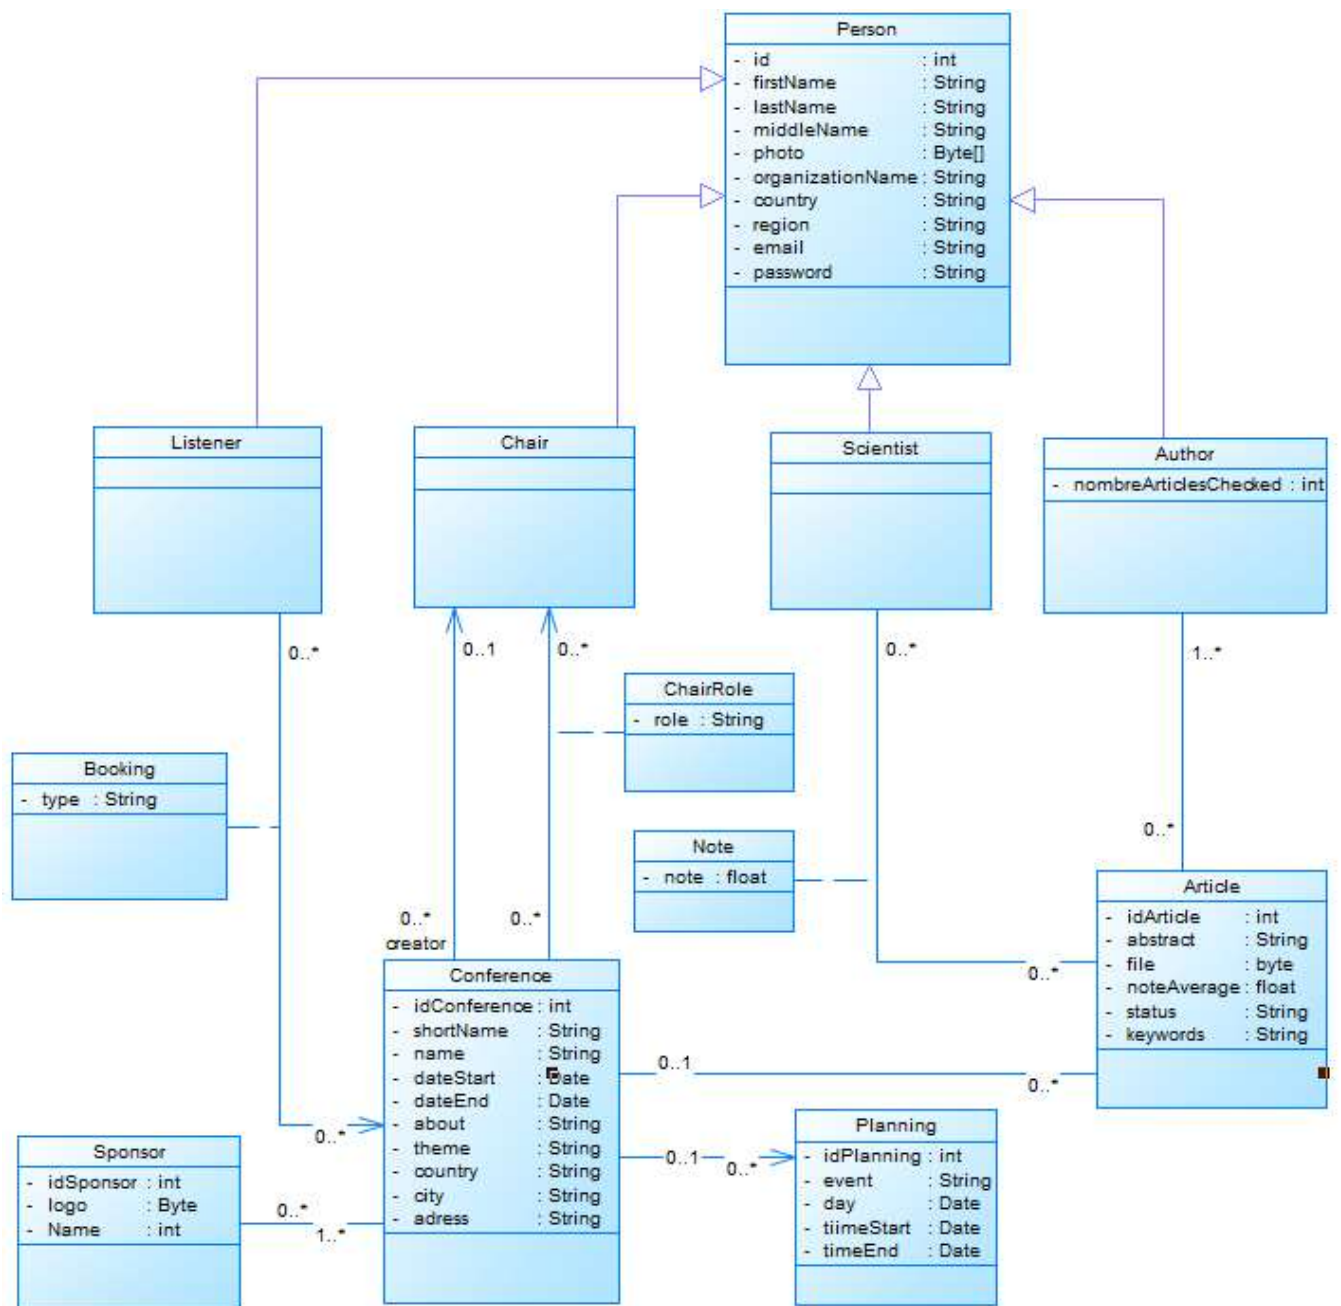 Person
- id : int
- firstName : String
- lastName : String
- middleName : String
- photo : Byte[]
- organizationName : String
- country : String
- region : String
- email : String
- password : String
Listener
Chair
Scientist
Author
- nombreArticlesChecked : int
0..*
0..1
0..*
0..*
1..*
ChairRole
- role : String
Booking
- type : String
Note
- note : float
0..*
0..*
creator
0..*
0..*
Article
- idArticle : int
- abstract : String
- file : byte
- noteAverage : float
- status : String
- keywords : String
Conference
- idConference : int
- shortName : String
- name : String
- dateStart : Date
- dateEnd : Date
- about : String
- theme : String
- country : String
- city : String
- adress : String
0..1
0..*
0..*
Planning
- idPlanning : int
- event : String
- day : Date
- tiimeStart : Date
- timeEnd : Date
0..1
0..*
Sponsor
- idSponsor : int
- logo : Byte
- Name : int
0..*
1..*